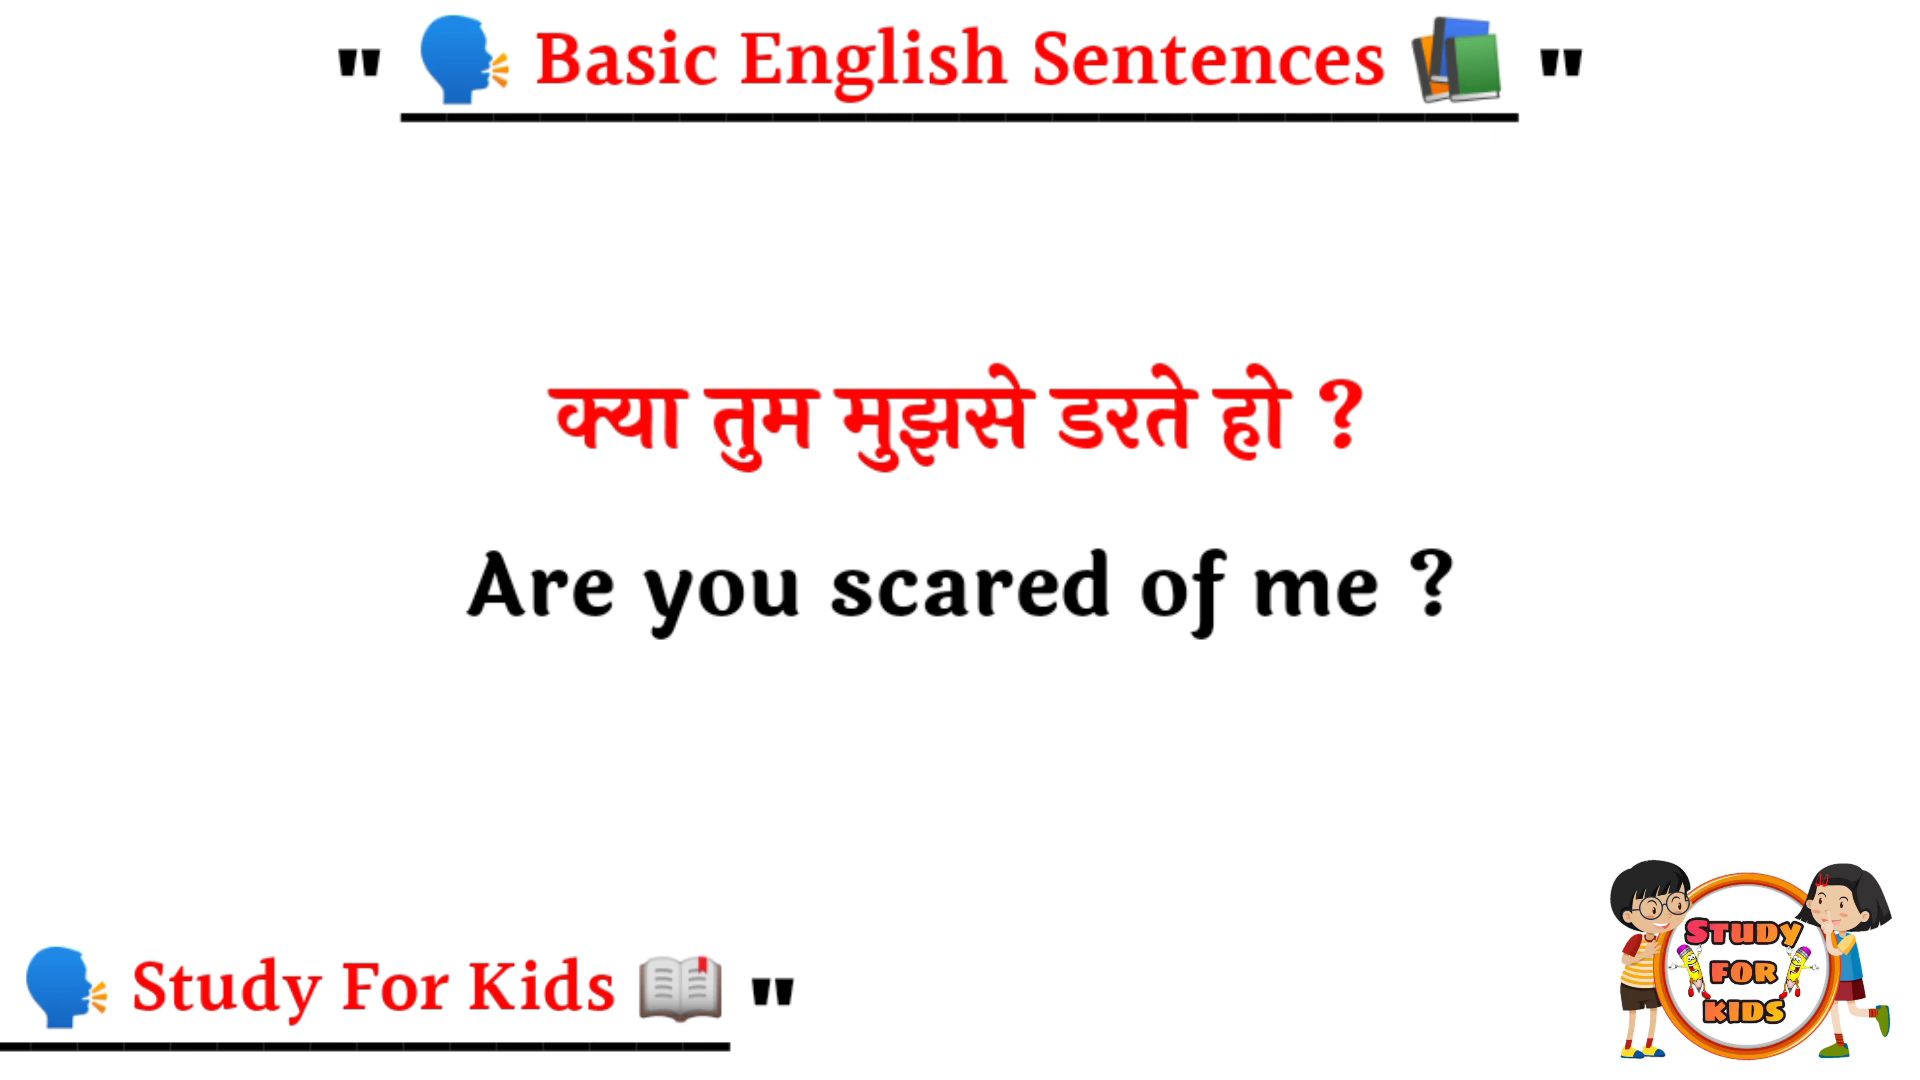 " 🗣️ Basic English Sentences 📚 "
क्या तुम मुझसे डरते हो ?
Are you scared of me ?
🗣️ Study For Kids 📖 "
STUDY
FOR
KIDS